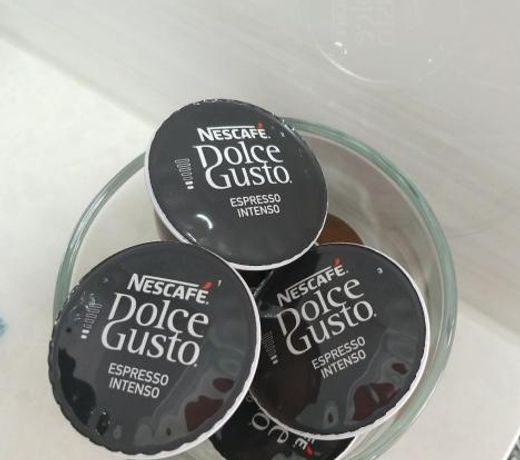 NESCAFÉ.
Dolce
Gusto.
ESPRESSO
INTENSO
NESCAFÉ.
Dolce
Gusto.
ESPRESSO
INTENSO
NESCAFÉ.
Dolce
Gusto.
ESPRESSO
INTENSO